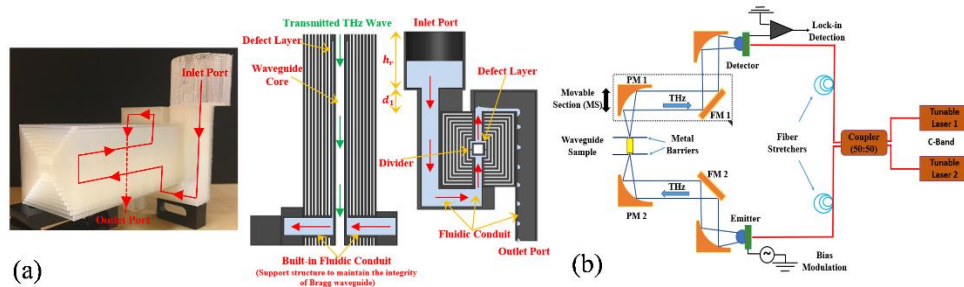 Inlet Port
Outlet Port
(a)
Transmitted THz Wave
Defect Layer
Waveguide
Core
Built-in Fluidic Conduit
(Support structure to maintain the integrity
of Bragg waveguide)
Inlet Port
h_r
d_1
Defect Layer
Divider
Fluidic Conduit
Outlet Port
(b)
Lock-in
Detection
Detector
PM 1
Movable
Section (MS)
THz
FM 1
Waveguide
Sample
Metal
Barriers
Fiber
Stretchers
Coupler
(50:50)
Tunable
Laser 1
C-Band
Tunable
Laser 2
FM 2
THz
PM 2
Emitter
Bias
Modulation